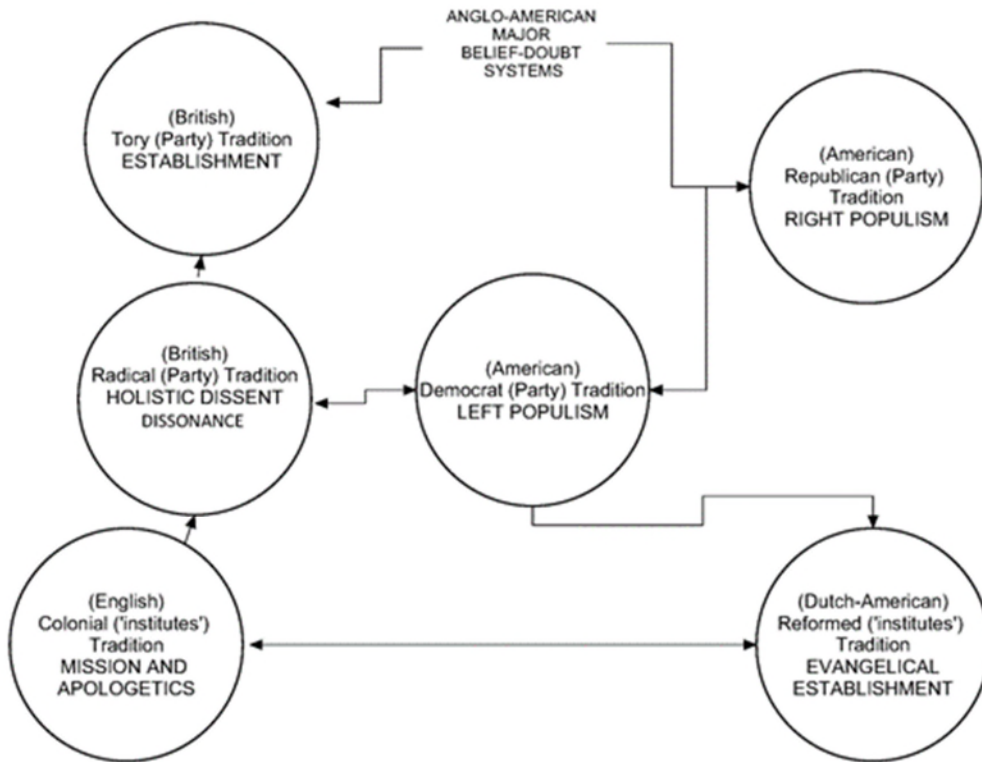 ANGLO-AMERICAN
MAJOR
BELIEF-DOUBT
SYSTEMS
(British)
Tory (Party) Tradition
ESTABLISHMENT
(American)
Republican (Party)
Tradition
RIGHT POPULISM
(British)
Radical (Party) Tradition
HOLISTIC DISSENT
DISSONANCE
(American)
Democrat (Party) Tradition
LEFT POPULISM
(English)
Colonial ('institutes')
Tradition
MISSION AND
APOLOGETICS
(Dutch-American)
Reformed ('institutes')
Tradition
EVANGELICAL
ESTABLISHMENT